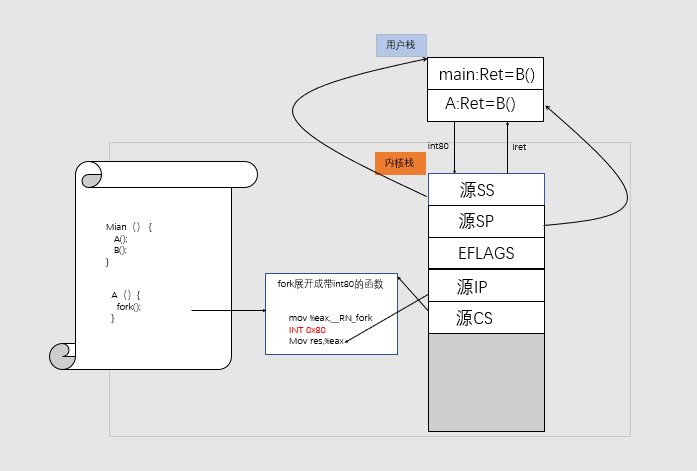 用户栈
main:Ret=B()
A:Ret=B()
int80
Iret
内核栈
源SS
源SP
EFLAGS
源IP
源CS
Mian（）{
A();
B();
}
A（）{
fork();
}
fork展开成带int80的函数
mov %eax,__RN_fork
INT 0x80
Mov res,%eax